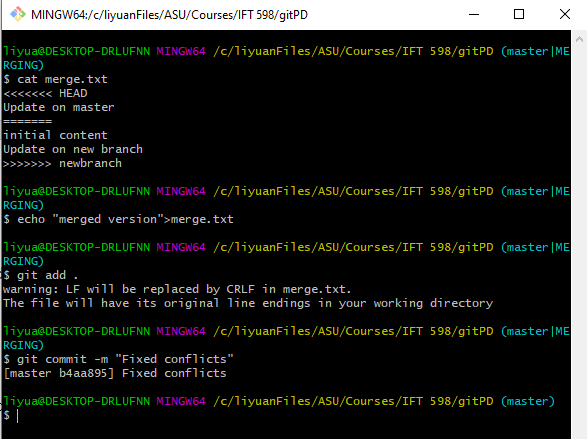 MINGW64:/c/liyuanFiles/ASU/Courses/IFT 598/gitPD
liyua@DESKTOP-DRLUFNN MINGW64 /c/liyuanFiles/ASU/Courses/IFT 598/gitPD (master|ME
RGING)
$ cat merge.txt
<<<<<<< HEAD
Update on master
=======
initial content
Update on new branch
>>>>>>> newbranch
liyua@DESKTOP-DRLUFNN MINGW64 /c/liyuanFiles/ASU/Courses/IFT 598/gitPD (master|ME
RGING)
$ echo "merged version">merge.txt
liyua@DESKTOP-DRLUFNN MINGW64 /c/liyuanFiles/ASU/Courses/IFT 598/gitPD (master|ME
RGING)
$ git add .
warning: LF will be replaced by CRLF in merge.txt.
The file will have its original line endings in your working directory
liyua@DESKTOP-DRLUFNN MINGW64 /c/liyuanFiles/ASU/Courses/IFT 598/gitPD (master|ME
RGING)
$ git commit -m "Fixed conflicts"
[master b4aa895] Fixed conflicts
liyua@DESKTOP-DRLUFNN MINGW64 /c/liyuanFiles/ASU/Courses/IFT 598/gitPD (master)
$